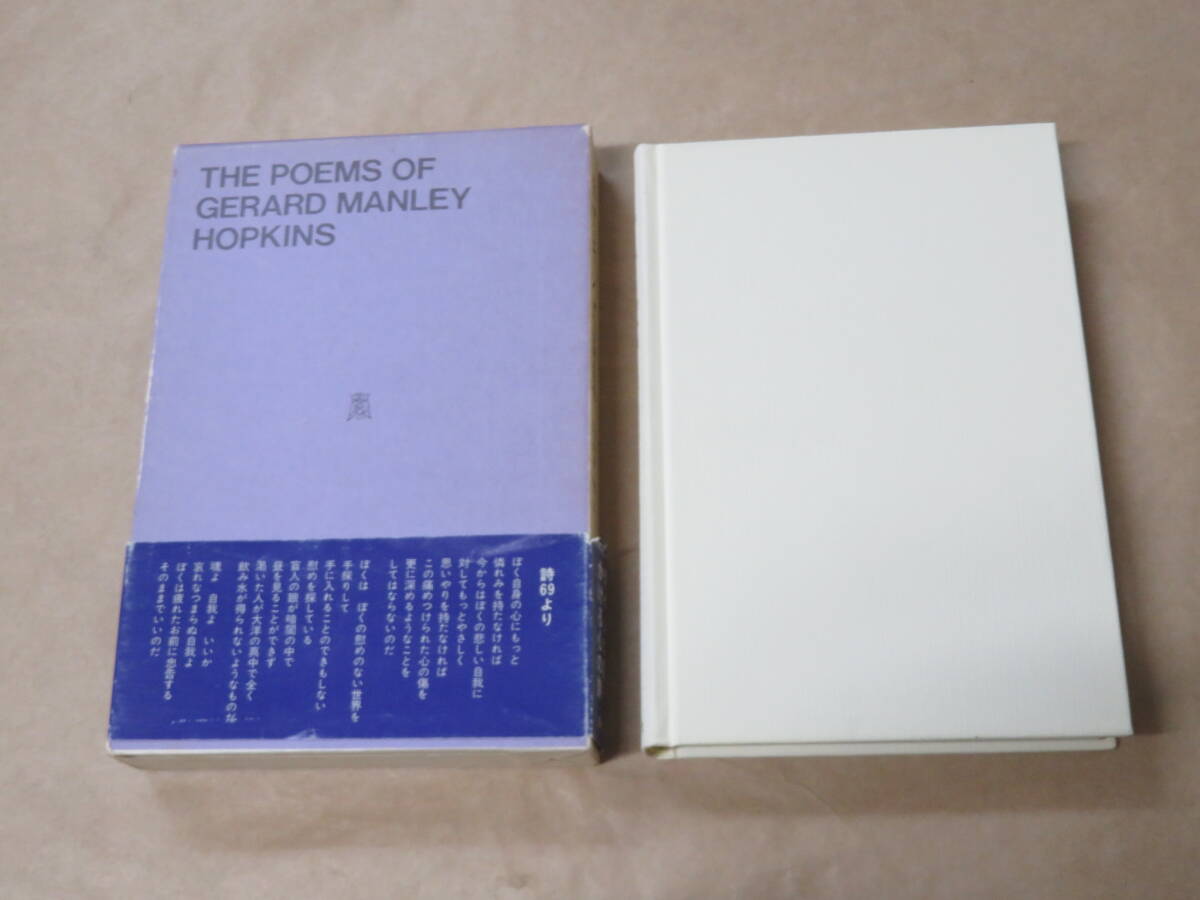 THE POEMS OF
GERARD MANLEY
HOPKINS
詩69より
ぼく自身の心にもっと
憐れみを持たなければ
今からはぼくの悲しい自我に
対してもっとやさしく
思いやりを持たなければ
この痛めつけられた心の傷を
更に深めるようなことを
してはならないのだ
ぼくは ぼくの慰めのない世界を
手探りして
手に入れることのできもしない
慰めを探している
盲人の眼が暗闇の中で
昼を見ることができず
渇いた人が大洋の真中で全く
飲み水が得られないようなものだ
魂よ 自我よ いいか
哀れなつまらぬ自我よ
ぼくは疲れたお前に忠告する
そのままでいいのだ